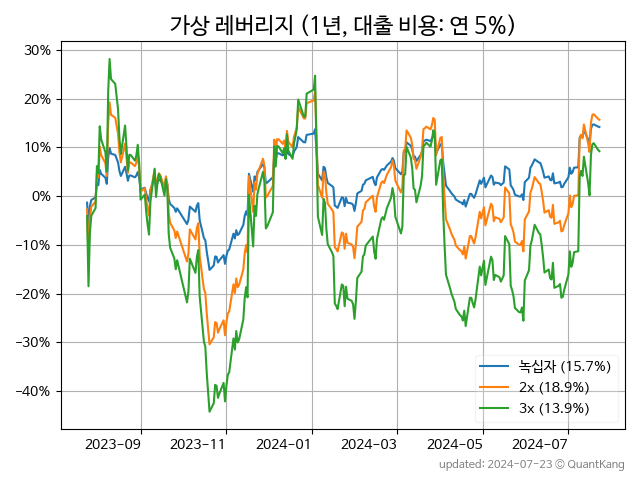 가상 레버리지 (1년, 대출 비용: 연 5%)
30%
20%
10%
0%
−10%
−20%
−30%
−40%
녹십자 (15.7%)
2x (18.9%)
3x (13.9%)
2023-09 2023-11 2024-01 2024-03 2024-05 2024-07
updated: 2024-07-23 © QuantKang